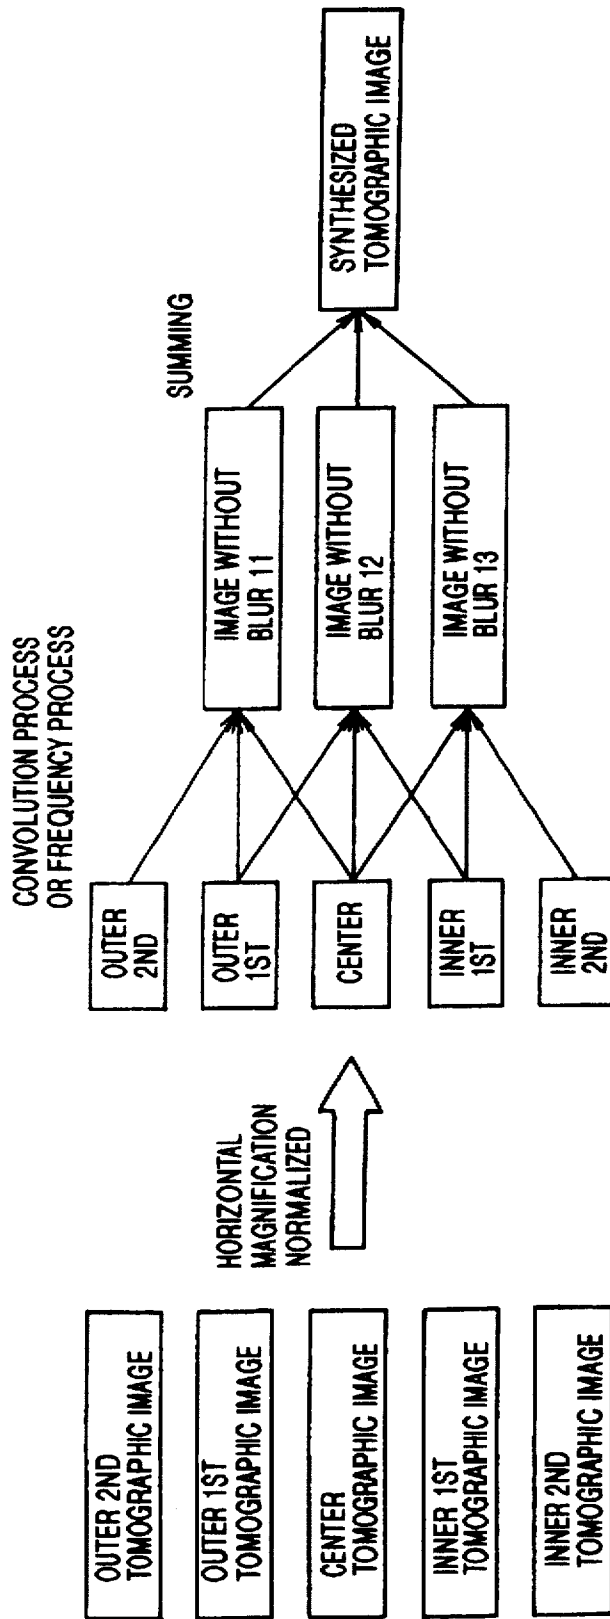 OUTER 2ND
TOMOGRAPHIC IMAGE
OUTER 1ST
TOMOGRAPHIC IMAGE
CENTER
TOMOGRAPHIC IMAGE
INNER 1ST
TOMOGRAPHIC IMAGE
INNER 2ND
TOMOGRAPHIC IMAGE
HORIZONTAL
MAGNIFICATION
NORMALIZED
OUTER
2ND
OUTER
1ST
CENTER
INNER
1ST
INNER
2ND
CONVOLUTION PROCESS
OR FREQUENCY PROCESS
IMAGE WITHOUT
BLUR 11
IMAGE WITHOUT
BLUR 12
IMAGE WITHOUT
BLUR 13
SUMMING
SYNTHESIZED
TOMOGRAPHIC IMAGE